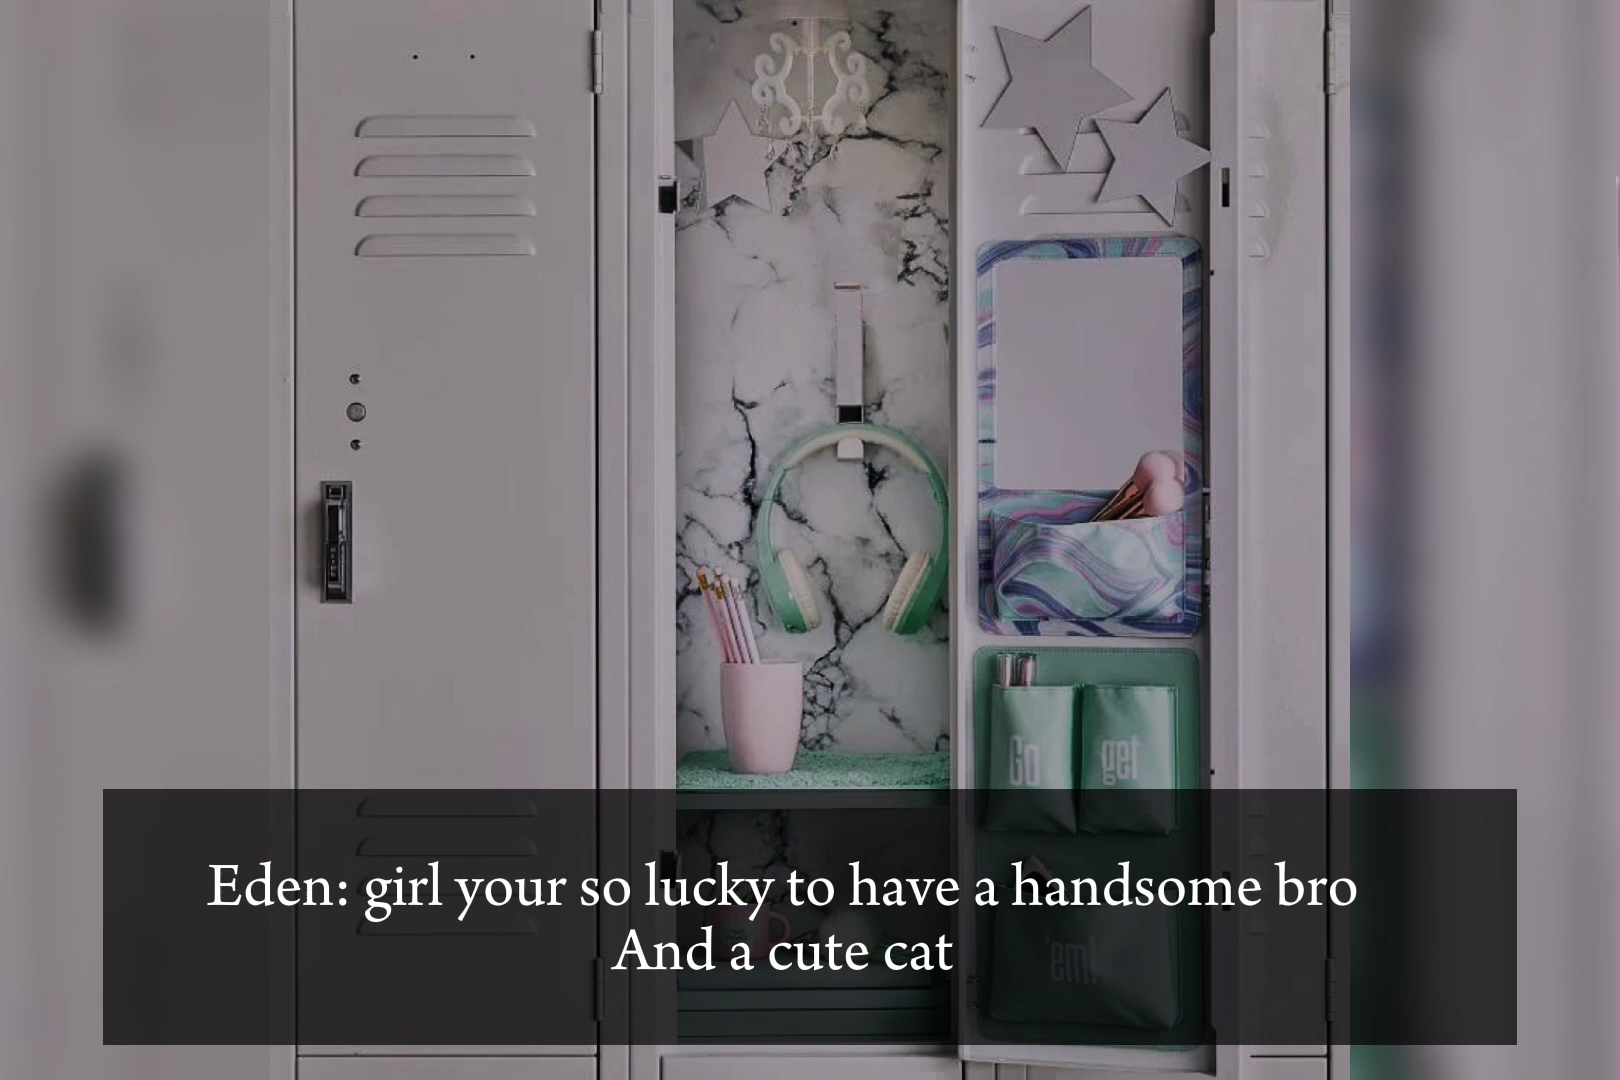 Go get
'em!
Eden: girl your so lucky to have a handsome bro
And a cute cat